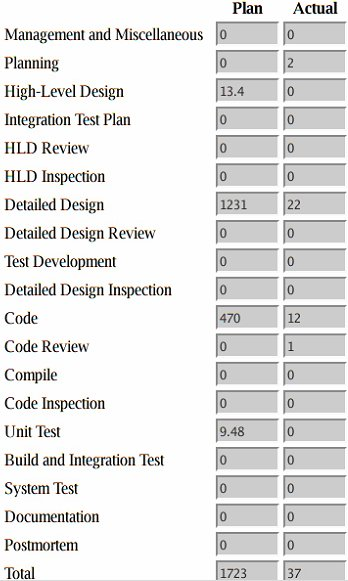 Plan Actual
Management and Miscellaneous 0 0
Planning 0 2
High-Level Design 13.4 0
Integration Test Plan 0 0
HLD Review 0 0
HLD Inspection 0 0
Detailed Design 1231 22
Detailed Design Review 0 0
Test Development 0 0
Detailed Design Inspection 0 0
Code 470 12
Code Review 0 1
Compile 0 0
Code Inspection 0 0
Unit Test 9.48 0
Build and Integration Test 0 0
System Test 0 0
Documentation 0 0
Postmortem 0 0
Total 1723 37